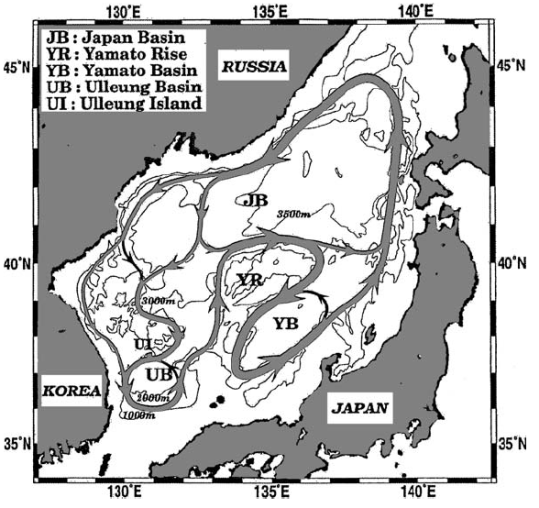 130°E 135°E 140°E
JB : Japan Basin
YR : Yamato Rise
YB : Yamato Basin
UB : Ulleung Basin
UI : Ulleung Island
RUSSIA
45°N 45°N
JB
3500m
40°N 40°N
YR
3000m
YB
UI
UB
KOREA
2000m
JAPAN
1000m
35°N 35°N
130°E 135°E 140°E